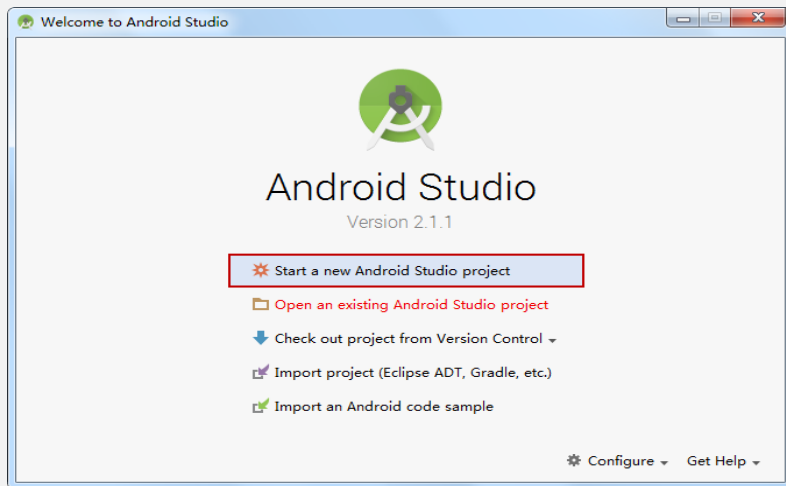 Welcome to Android Studio
Android Studio
Version 2.1.1
Start a new Android Studio project
Open an existing Android Studio project
Check out project from Version Control
Import project (Eclipse ADT, Gradle, etc.)
Import an Android code sample
Configure Get Help